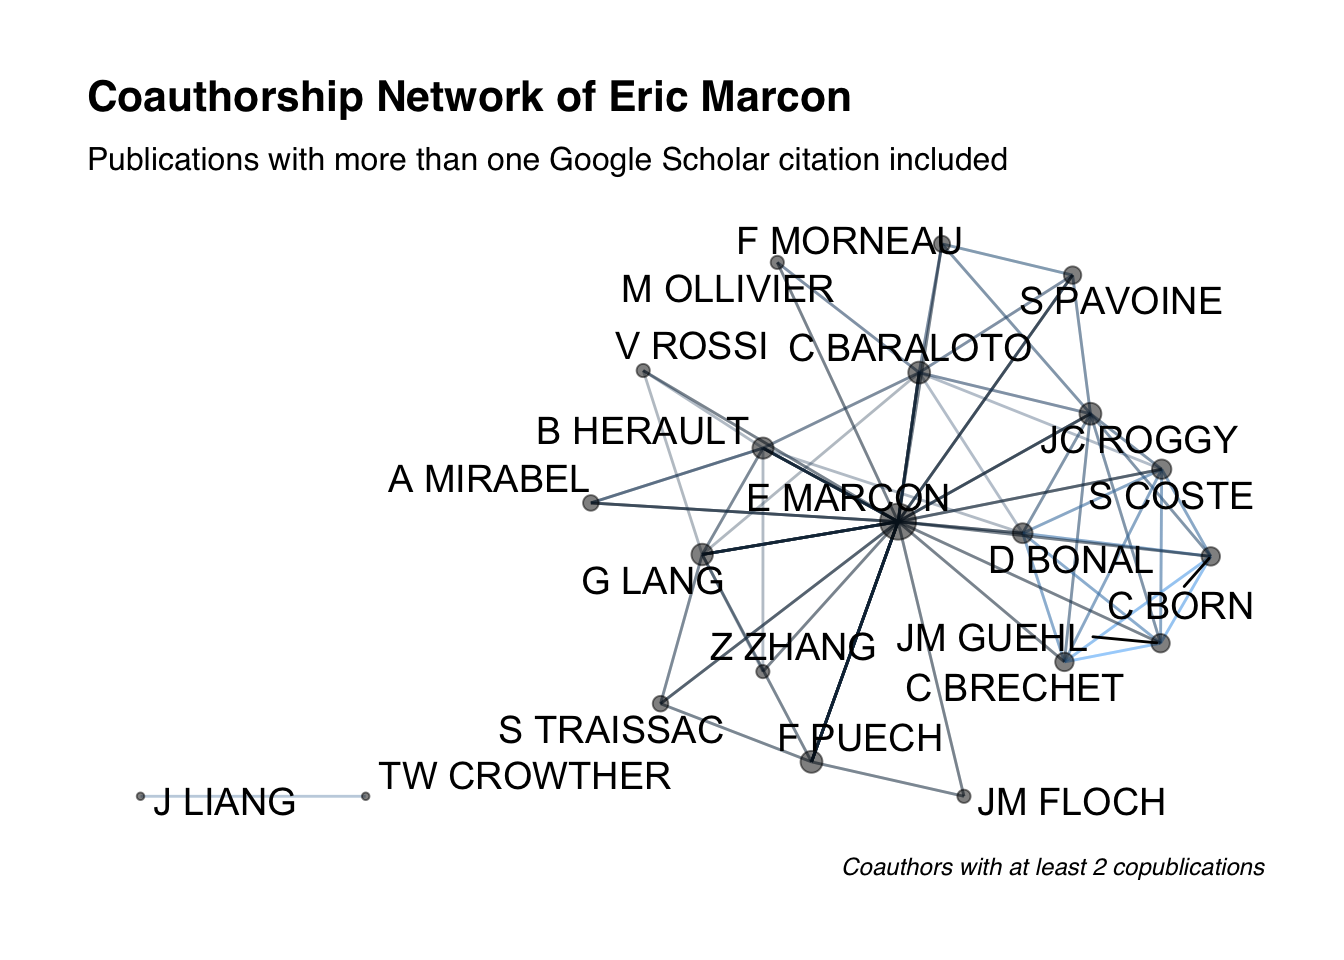 Coauthorship Network of Eric Marcon
Publications with more than one Google Scholar citation included
F MORNEAU
M OLLIVIER
S PAVOINE
V ROSSI
C BARALOTO
B HERAULT
JC ROGGY
A MIRABEL
E MARCON
S COSTE
D BONAL
G LANG
C BORN
JM GUEHL
Z ZHANG
C BRECHET
S TRAISSAC
F PUECH
TW CROWTHER
J LIANG
JM FLOCH
Coauthors with at least 2 copublications